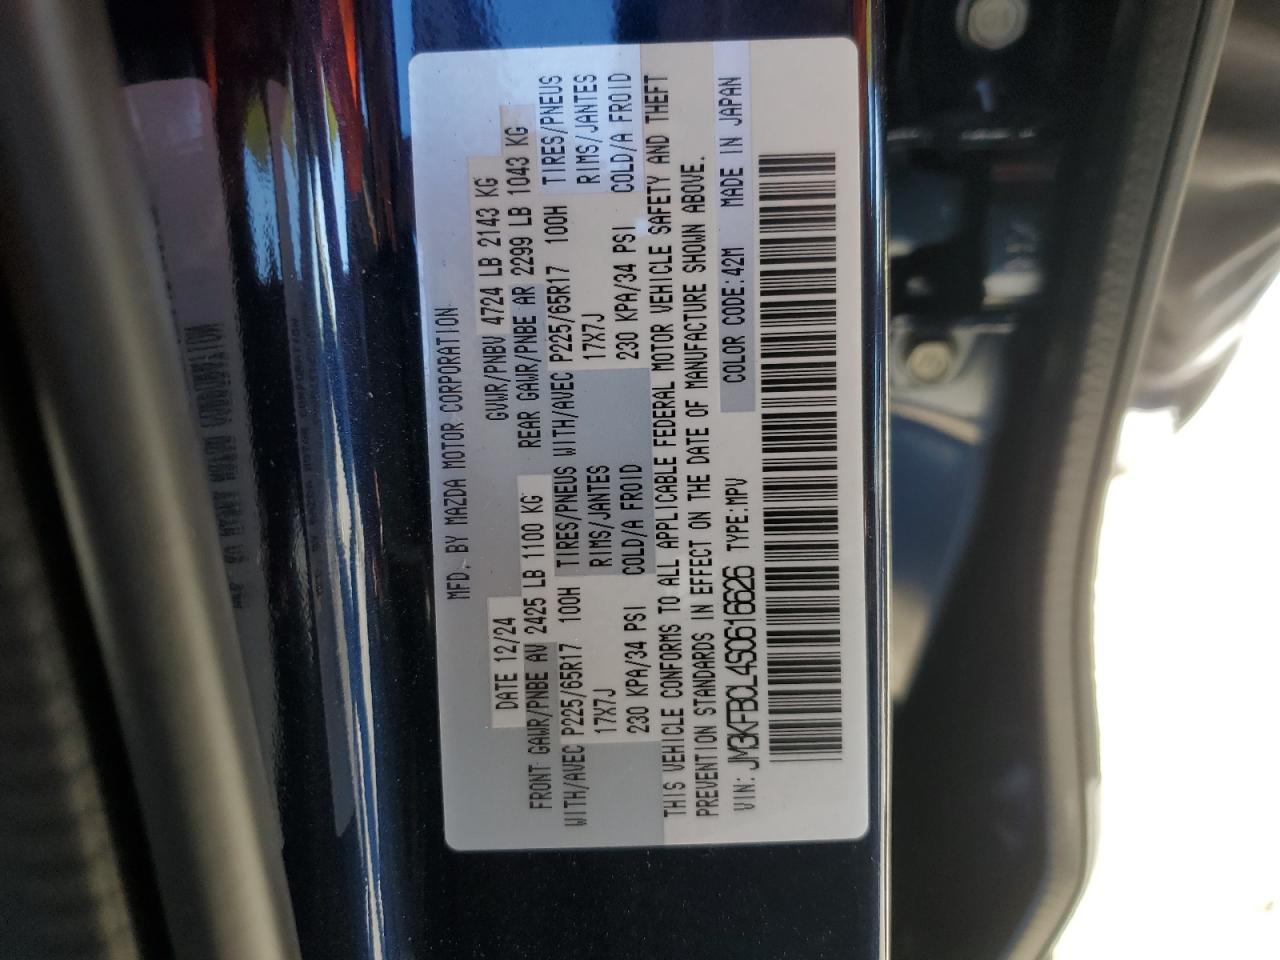 MFD. BY MAZDA MOTOR CORPORATION
DATE 12/24 GVWR/PNBV 4724 LB 2143 KG
FRONT GAWR/PNBE AV 2425 LB 1100 KG REAR GAWR/PNBE AR 2299 LB 1043 KG
WITH/AVEC P225/65R17 100H TIRES/PNEUS WITH/AVEC P225/65R17 100H TIRES/PNEUS
17X7J RIMS/JANTES 17X7J RIMS/JANTES
230 KPA/34 PSI COLD/A FROID 230 KPA/34 PSI COLD/A FROID
THIS VEHICLE CONFORMS TO ALL APPLICABLE FEDERAL MOTOR VEHICLE SAFETY AND THEFT
PREVENTION STANDARDS IN EFFECT ON THE DATE OF MANUFACTURE SHOWN ABOVE.
VIN: JM3KFBCL4S0616626 TYPE:MPV COLOR CODE:42M MADE IN JAPAN